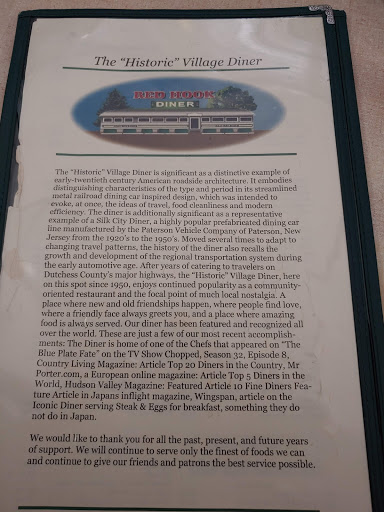 The "Historic" Village Diner
RED HOOK
DINER
The "Historic" Village Diner is significant as a distinctive example of
early-twentieth century American roadside architecture. It embodies
distinguishing characteristics of the type and period in its streamlined
metal railroad dining car inspired design, which was intended to
evoke, at once, the ideas of travel, food cleanliness and modern
efficiency. The diner is additionally significant as a representative
example of a Silk City Diner, a highly popular prefabricated dining car
line manufactured by the Paterson Vehicle Company of Paterson, New
Jersey from the 1920's to the 1950's. Moved several times to adapt to
changing travel patterns, the history of the diner also recalls the
growth and development of the regional transportation system during
the early automotive age. After years of catering to travelers on
Dutchess County's major highways, the "Historic" Village Diner, here
on this spot since 1950, enjoys continued popularity as a community-
oriented restaurant and the focal point of much local nostalgia. A
place where new and old friendships happen, where people find love,
where a friendly face always greets you, and a place where amazing
food is always served. Our diner has been featured and recognized all
over the world. These are just a few of our most recent accomplish-
ments: The Diner is home of one of the Chefs that appeared on "The
Blue Plate Fate" on the TV Show Chopped, Season 32, Episode 8,
Country Living Magazine: Article Top 20 Diners in the Country, Mr
Porter.com, a European online magazine: Article Top 5 Diners in the
World, Hudson Valley Magazine: Featured Article 10 Fine Diners Fea-
ture Article in Japans inflight magazine, Wingspan, article on the
Iconic Diner serving Steak & Eggs for breakfast, something they do
not do in Japan.
We would like to thank you for all the past, present, and future years
of support. We will continue to serve only the finest of foods we can
and continue to give our friends and patrons the best service possible.